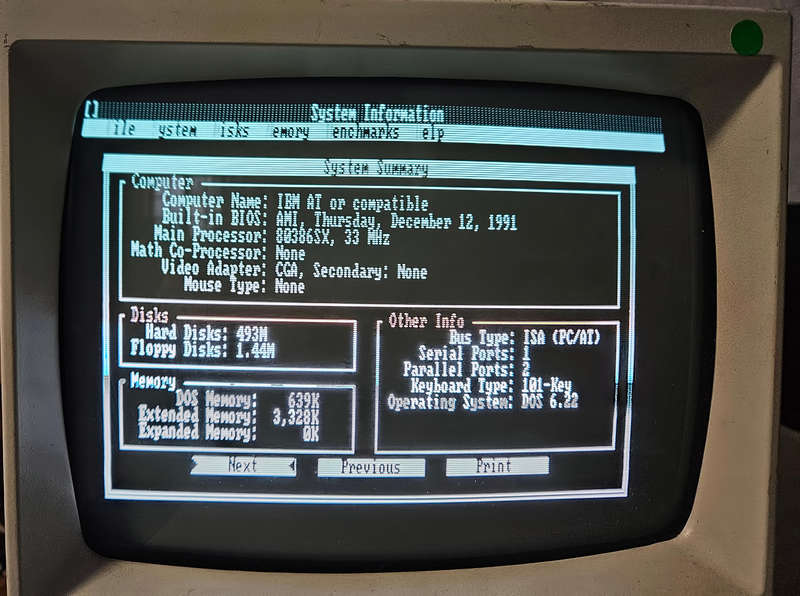 [] System Information
ile ystem isks emory enchmarks elp
System Summary
Computer
Computer Name: IBM AT or compatible
Built-in BIOS: AMI, Thursday, December 12, 1991
Main Processor: 80386SX, 33 MHz
Math Co-Processor: None
Video Adapter: CGA, Secondary: None
Mouse Type: None
Disks
Hard Disks: 493M
Floppy Disks: 1.44M
Memory
DOS Memory: 639K
Extended Memory: 3,328K
Expanded Memory: 0K
Other Info
Bus Type: ISA (PC/AT)
Serial Ports: 1
Parallel Ports: 2
Keyboard Type: 101-Key
Operating System: DOS 6.22
Next Previous Print